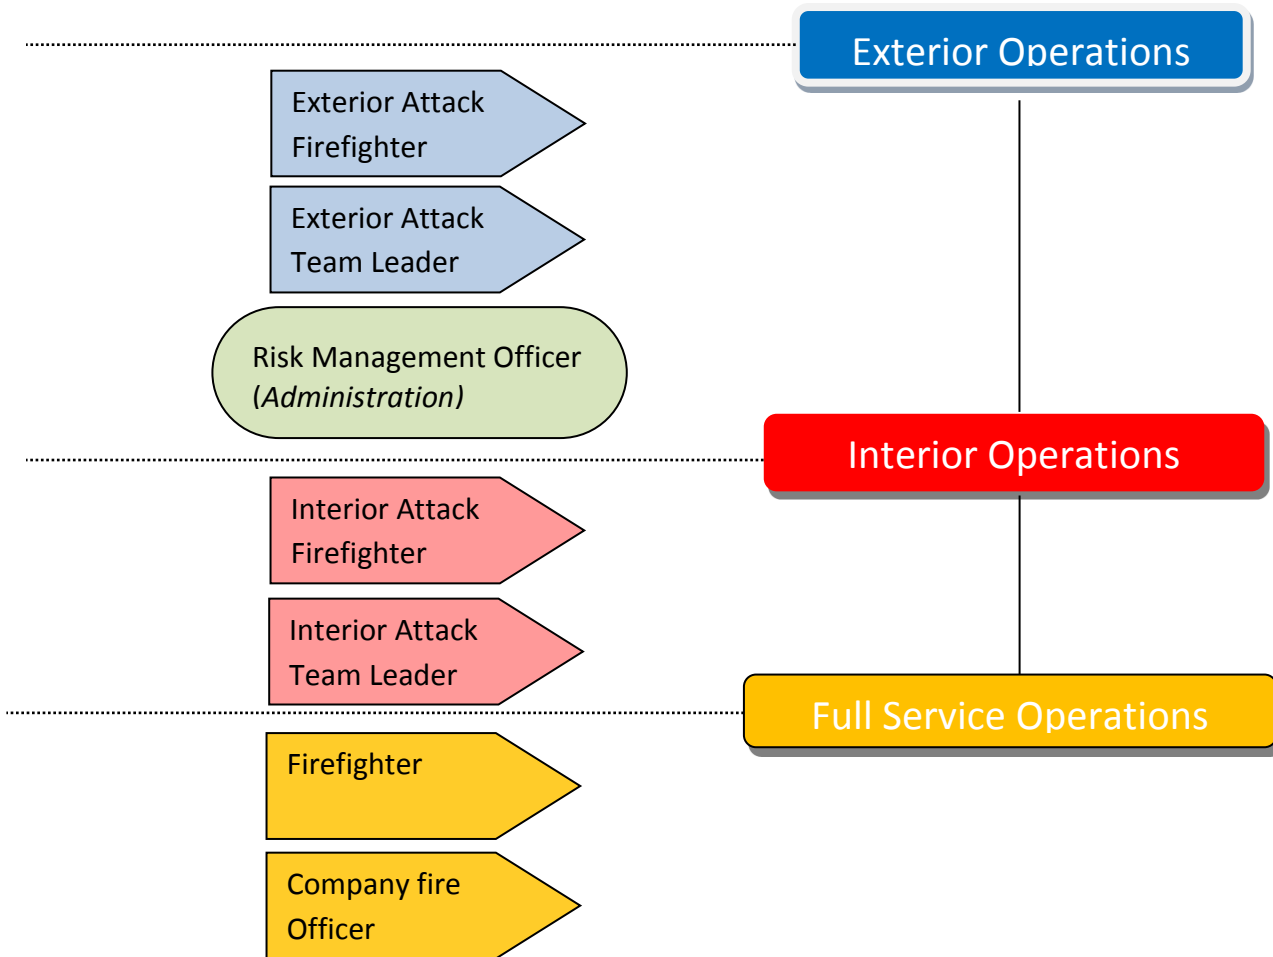 Exterior Operations
Exterior Attack
Firefighter
Exterior Attack
Team Leader
Risk Management Officer
(Administration)
Interior Operations
Interior Attack
Firefighter
Interior Attack
Team Leader
Full Service Operations
Firefighter
Company fire
Officer